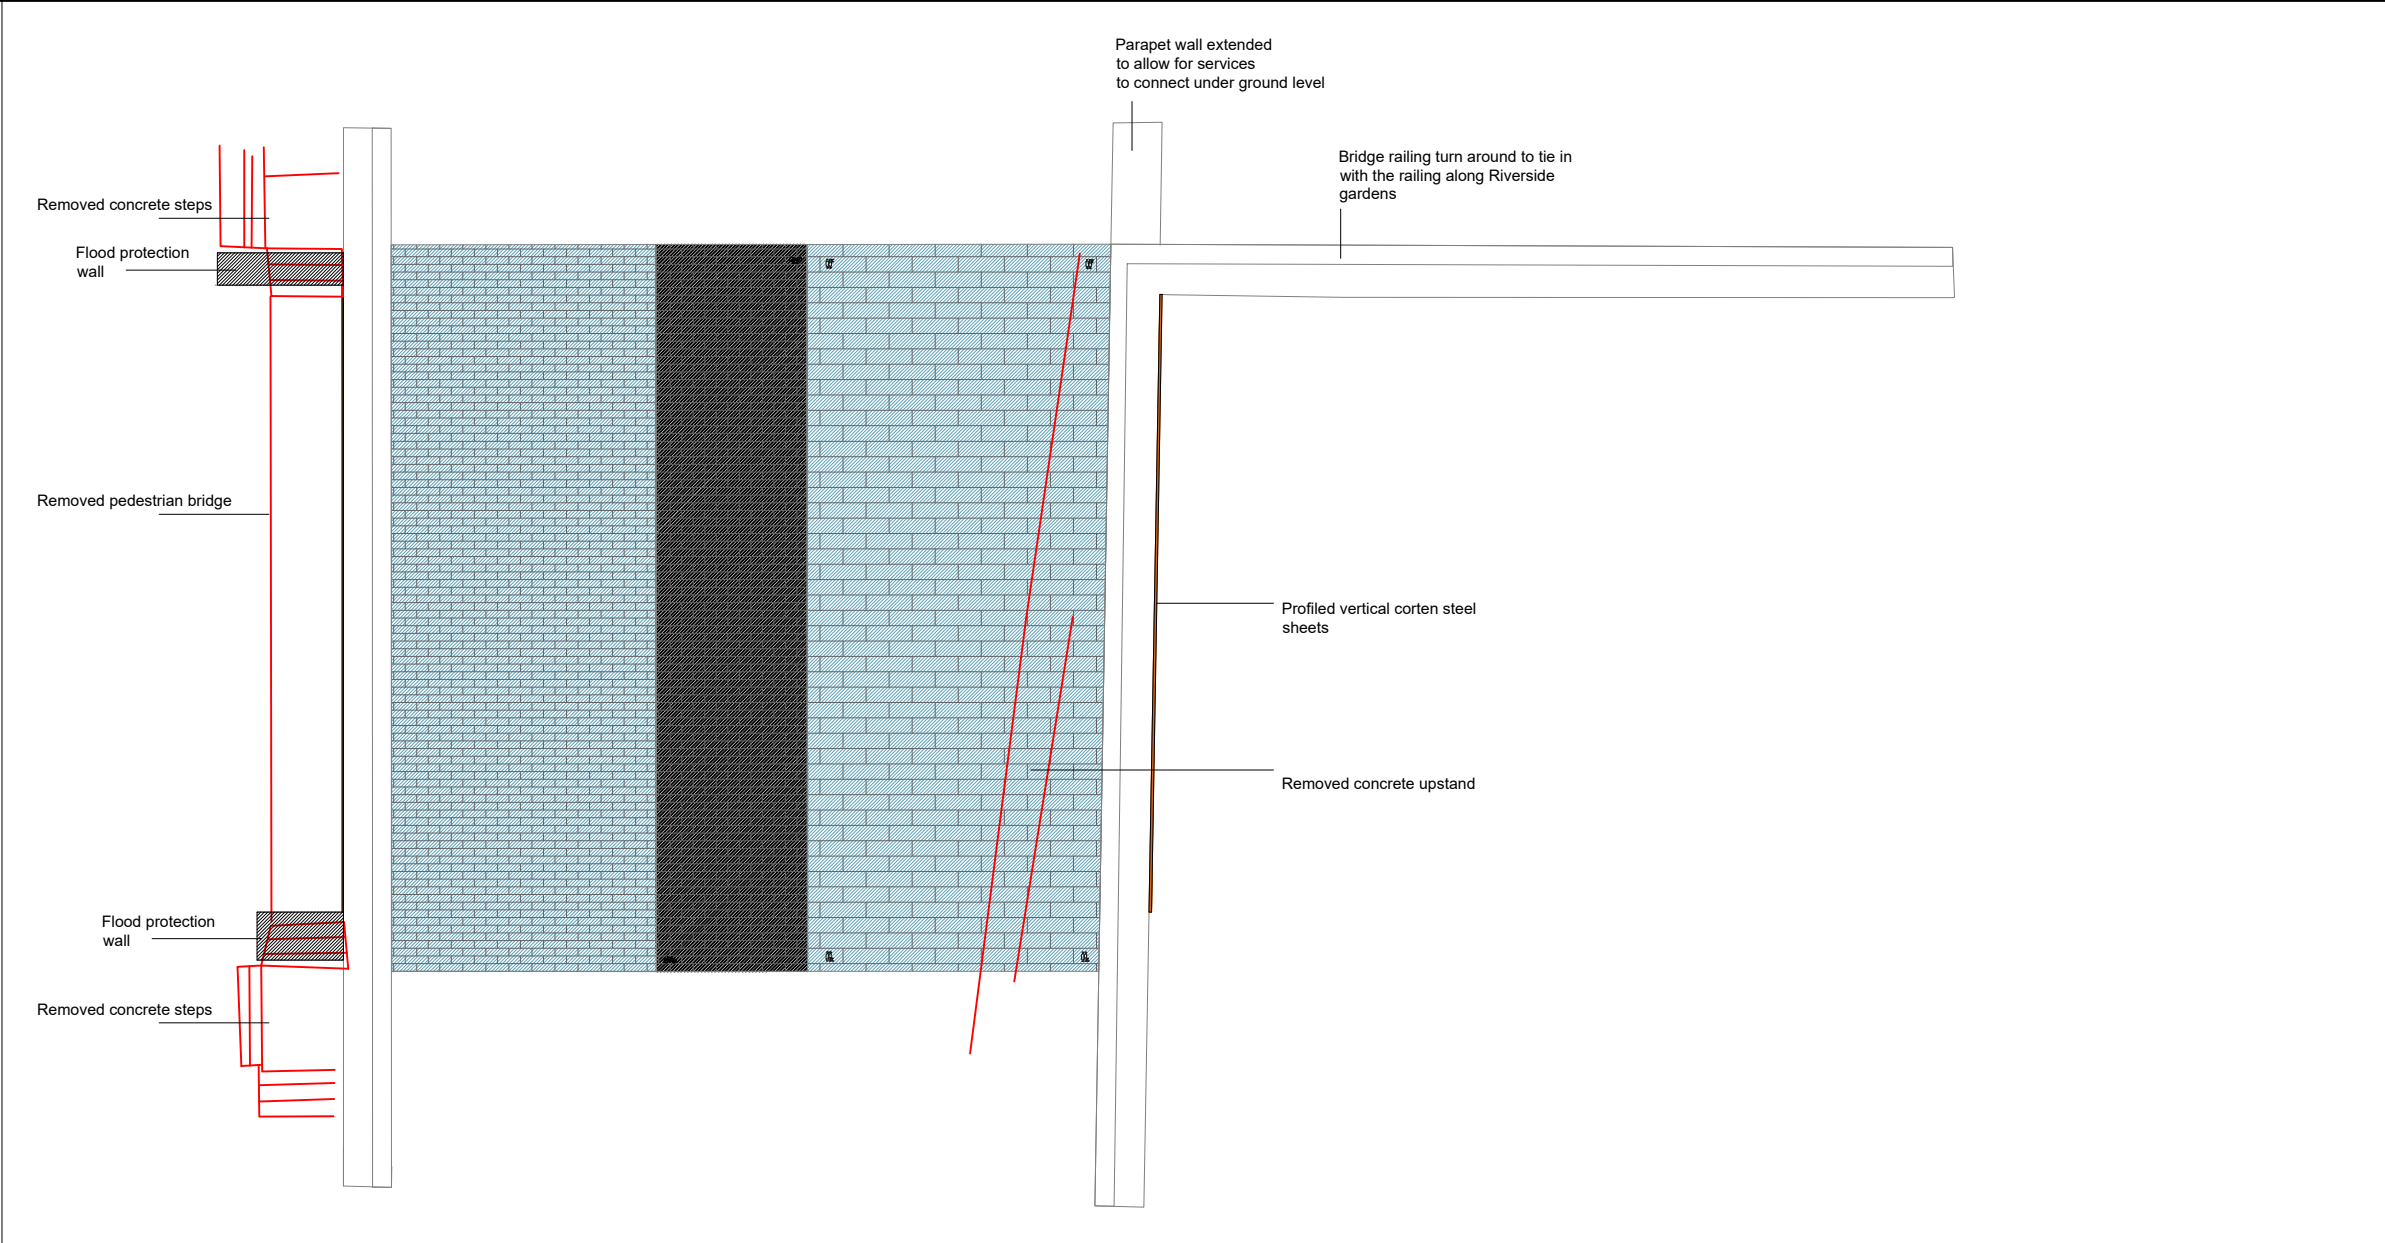 Parapet wall extended
to allow for services
to connect under ground level
Bridge railing turn around to tie in
with the railing along Riverside
gardens
Removed concrete steps
Flood protection
wall
Removed pedestrian bridge
Profiled vertical corten steel
sheets
Removed concrete upstand
Flood protection
wall
Removed concrete steps